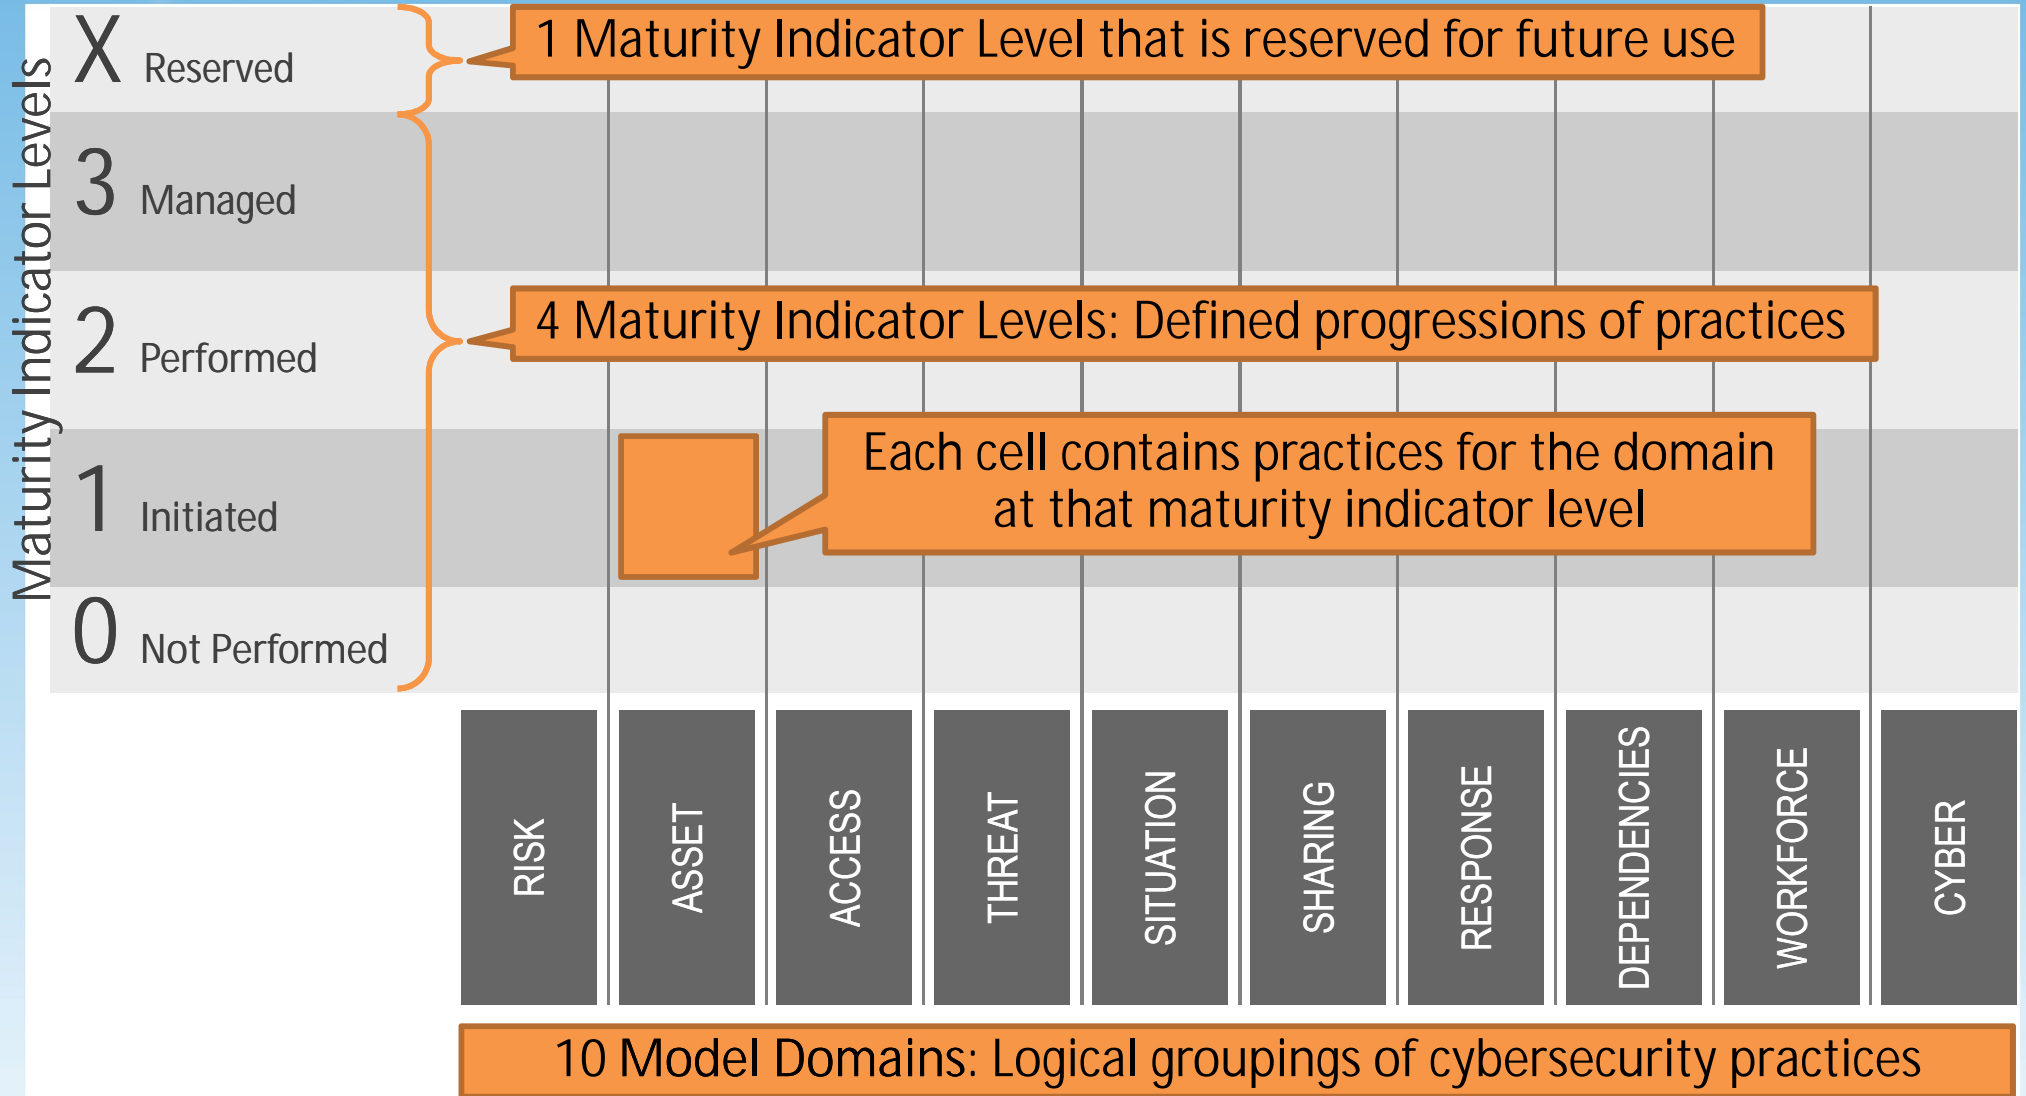 Maturity Indicator Levels
X Reserved
1 Maturity Indicator Level that is reserved for future use
3 Managed
2 Performed
4 Maturity Indicator Levels: Defined progressions of practices
1 Initiated
Each cell contains practices for the domain
at that maturity indicator level
0 Not Performed
RISK
ASSET
ACCESS
THREAT
SITUATION
SHARING
RESPONSE
DEPENDENCIES
WORKFORCE
CYBER
10 Model Domains: Logical groupings of cybersecurity practices